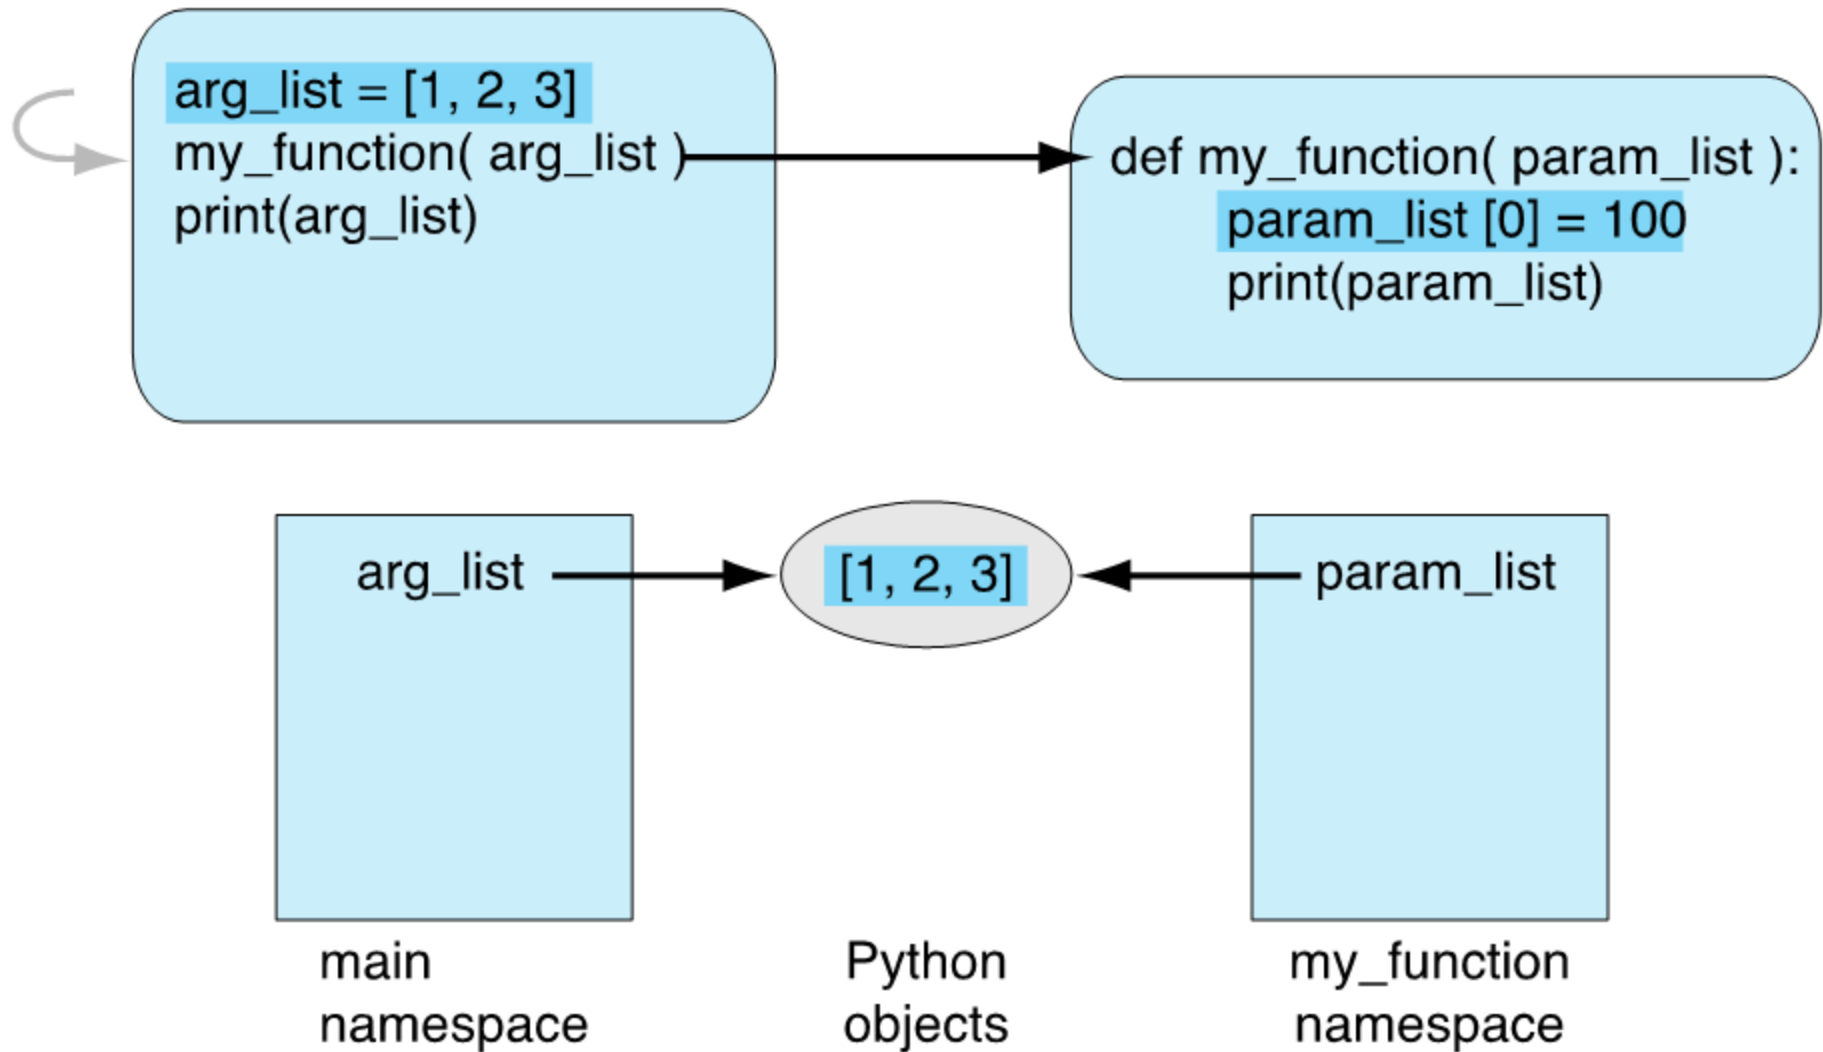 arg_list = [1, 2, 3]
my_function( arg_list )
print(arg_list)
def my_function( param_list ):
param_list [0] = 100
print(param_list)
arg_list
[1, 2, 3]
param_list
main
namespace
Python
objects
my_function
namespace